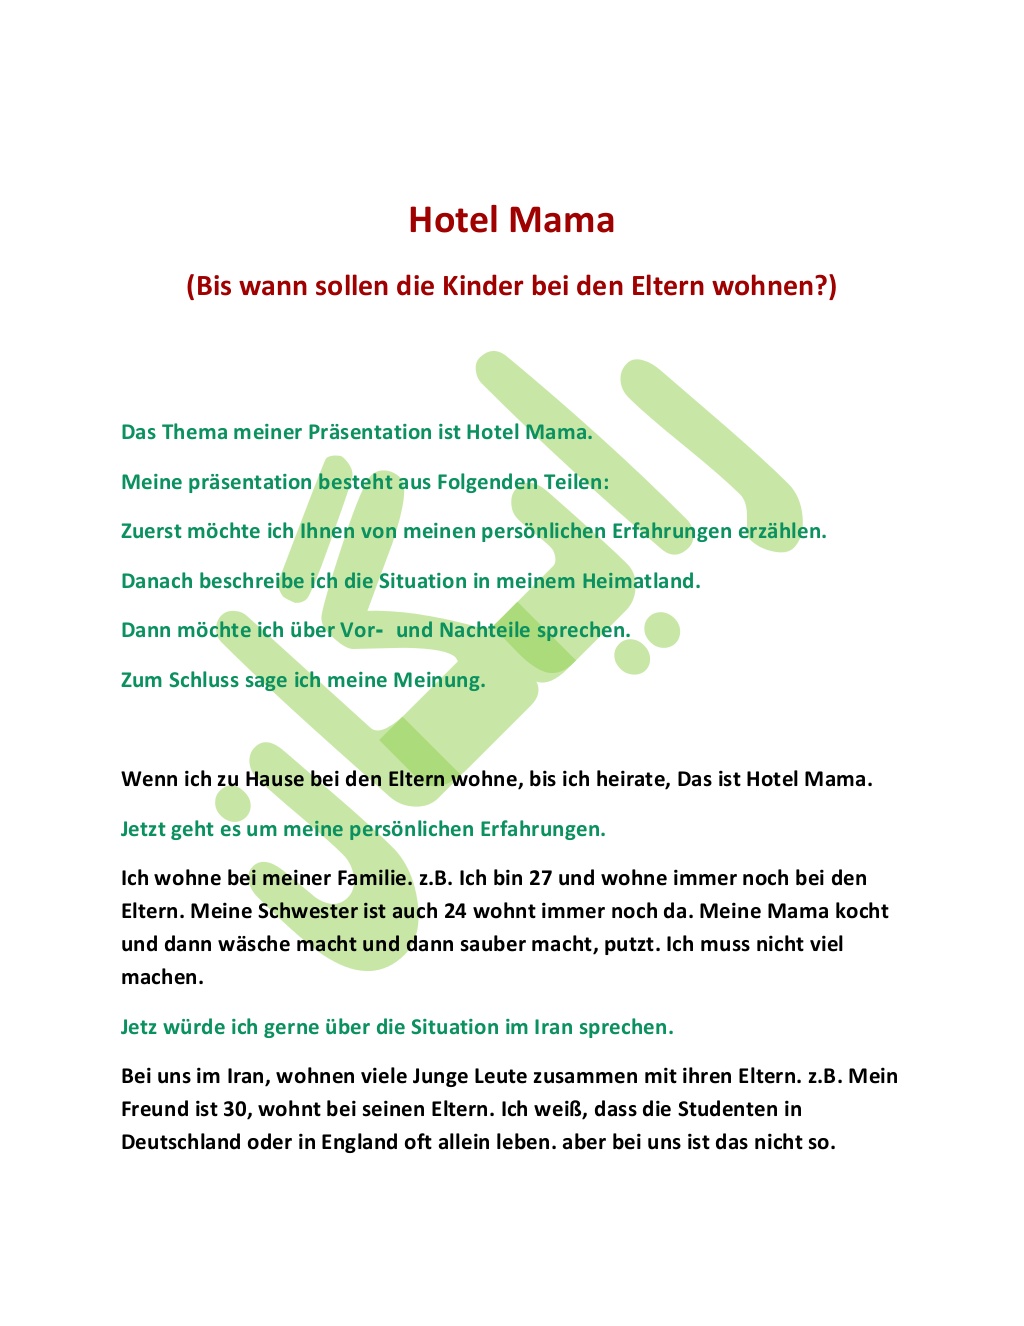 Hotel Mama
(Bis wann sollen die Kinder bei den Eltern wohnen?)
Das Thema meiner Präsentation ist Hotel Mama.
Meine präsentation besteht aus Folgenden Teilen:
Zuerst möchte ich Ihnen von meinen persönlichen Erfahrungen erzählen.
Danach beschreibe ich die Situation in meinem Heimatland.
Dann möchte ich über Vor-  und Nachteile sprechen.
Zum Schluss sage ich meine Meinung.
Wenn ich zu Hause bei den Eltern wohne, bis ich heirate, Das ist Hotel Mama.
Jetzt geht es um meine persönlichen Erfahrungen.
Ich wohne bei meiner Familie. z.B. Ich bin 27 und wohne immer noch bei den
Eltern. Meine Schwester ist auch 24 wohnt immer noch da. Meine Mama kocht
und dann wäsche macht und dann sauber macht, putzt. Ich muss nicht viel
machen.
Jetz würde ich gerne über die Situation im Iran sprechen.
Bei uns im Iran, wohnen viele Junge Leute zusammen mit ihren Eltern. z.B. Mein
Freund ist 30, wohnt bei seinen Eltern. Ich weiß, dass die Studenten in
Deutschland oder in England oft allein leben. aber bei uns ist das nicht so.
رایگان